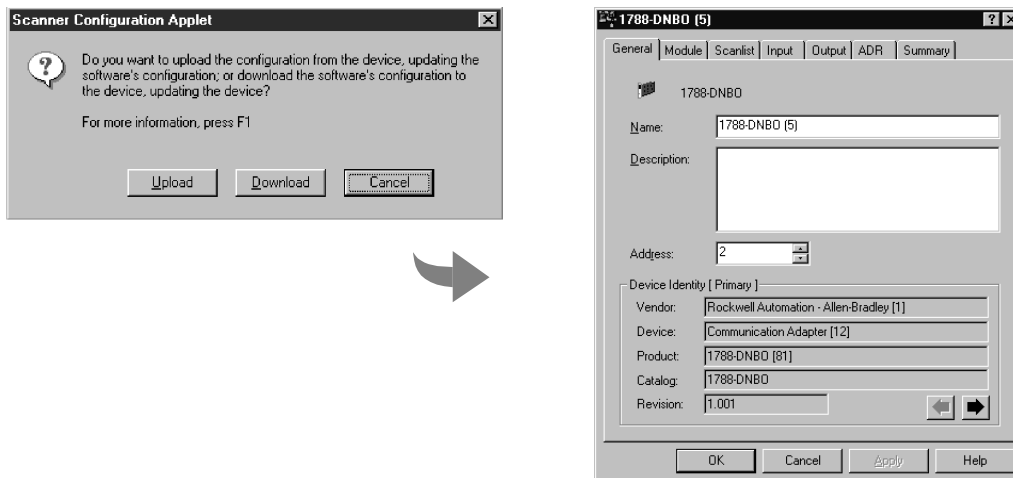 Scanner Configuration Applet
Do you want to upload the configuration from the device, updating the
software's configuration; or download the software's configuration to
the device, updating the device?
For more information, press F1
Upload Download Cancel
1788-DNBO (5)
General Module Scanlist Input Output ADR Summary
1788-DNBO
Name: 1788-DNBO (5)
Description:
Address: 2
Device Identity [ Primary ]
Vendor: Rockwell Automation - Allen-Bradley [1]
Device: Communication Adapter [12]
Product: 1788-DNBO [81]
Catalog: 1788-DNBO
Revision: 1.001
OK Cancel Apply Help